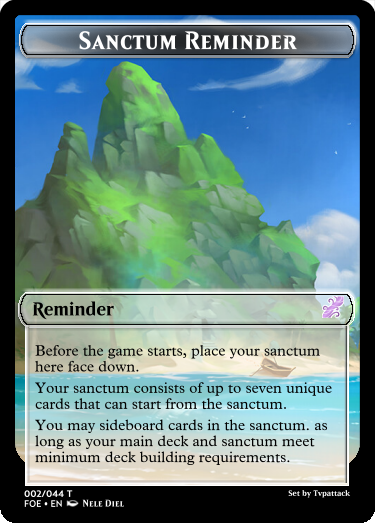 Sanctum Reminder
Reminder
Before the game starts, place your sanctum
here face down.
Your sanctum consists of up to seven unique
cards that can start from the sanctum.
You may sideboard cards in the sanctum. as
long as your main deck and sanctum meet
minimum deck building requirements.
002/044 T
FOE • EN Nele Diel
Set by Tvpattack